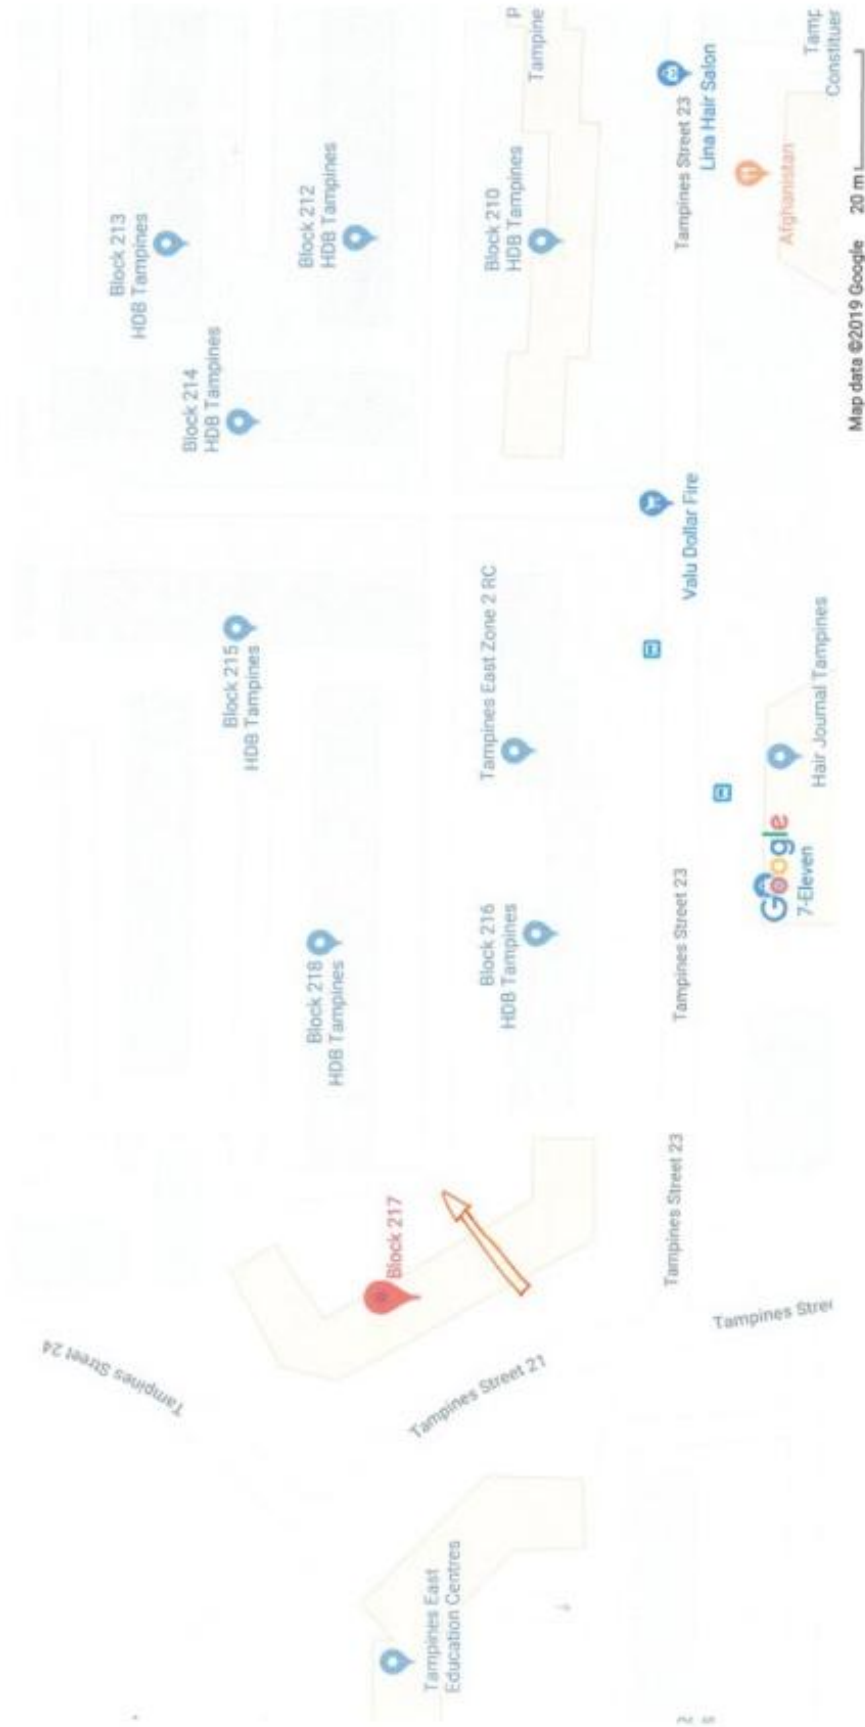 Tampines East
Education Centres
Tampines Street 24
Tampines Street 21
Block 217
Tampines Stree
Tampines Street 23
Block 218
HDB Tampines
Block 216
HDB Tampines
Tampines Street 23
Google
7-Eleven
Block 215
HDB Tampines
Tampines East Zone 2 RC
Hair Journal Tampines
Valu Dollar Fire
Block 214
HDB Tampines
Block 213
HDB Tampines
Block 212
HDB Tampines
Block 210
HDB Tampines
P
Tampine
Tampines Street 23
Lina Hair Salon
Afghanistan
Tamp
Constituer
Map data ©2019 Google
20 m